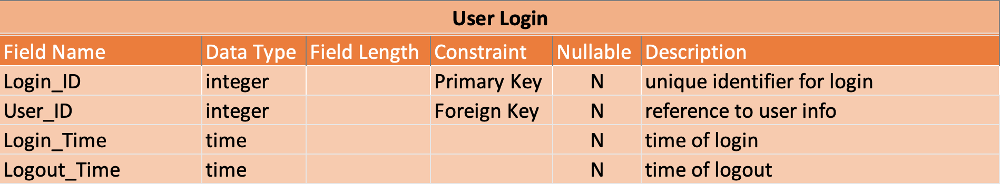 User Login
Field Name Data Type Field Length Constraint Nullable Description
Login_ID integer Primary Key N unique identifier for login
User_ID integer Foreign Key N reference to user info
Login_Time time N time of login
Logout_Time time N time of logout